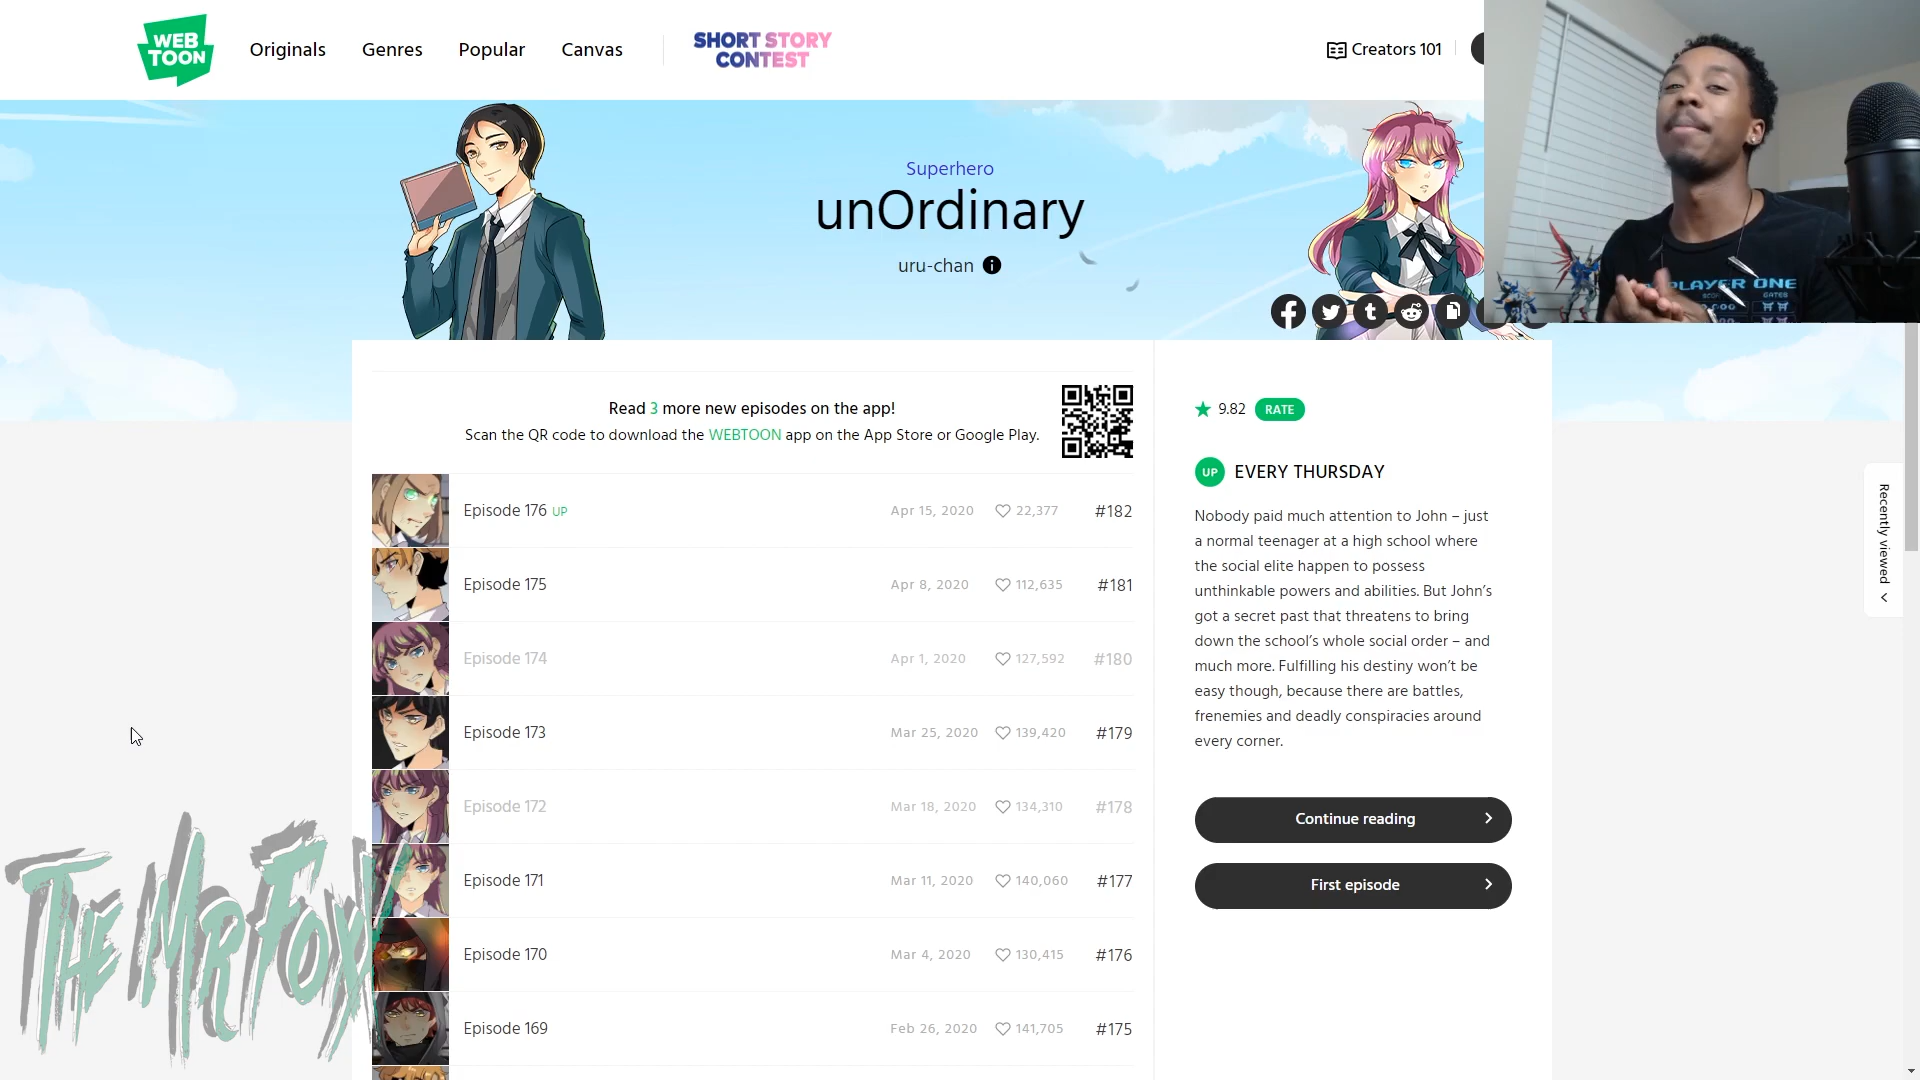 WEB
TOON
Originals
Genres
Popular
Canvas
SHORT STORY
CONTEST
Creators 101
Superhero
unOrdinary
uru-chan
PLAYER ONE
Read 3 more new episodes on the app!
Scan the QR code to download the WEBTOON app on the App Store or Google Play.
Episode 176 UP
Apr 15, 2020
22,377
#182
Episode 175
Apr 8, 2020
112,635
#181
Episode 174
Apr 1, 2020
127,592
#180
Episode 173
Mar 25, 2020
139,420
#179
Episode 172
Mar 18, 2020
134,310
#178
Episode 171
Mar 11, 2020
140,060
#177
Episode 170
Mar 4, 2020
130,415
#176
Episode 169
Feb 26, 2020
141,705
#175
9.82 RATE
UP EVERY THURSDAY
Nobody paid much attention to John – just
a normal teenager at a high school where
the social elite happen to possess
unthinkable powers and abilities. But John's
got a secret past that threatens to bring
down the school's whole social order – and
much more. Fulfilling his destiny won't be
easy though, because there are battles,
frenemies and deadly conspiracies around
every corner.
Continue reading
First episode
Recently viewed
THE MR FOX